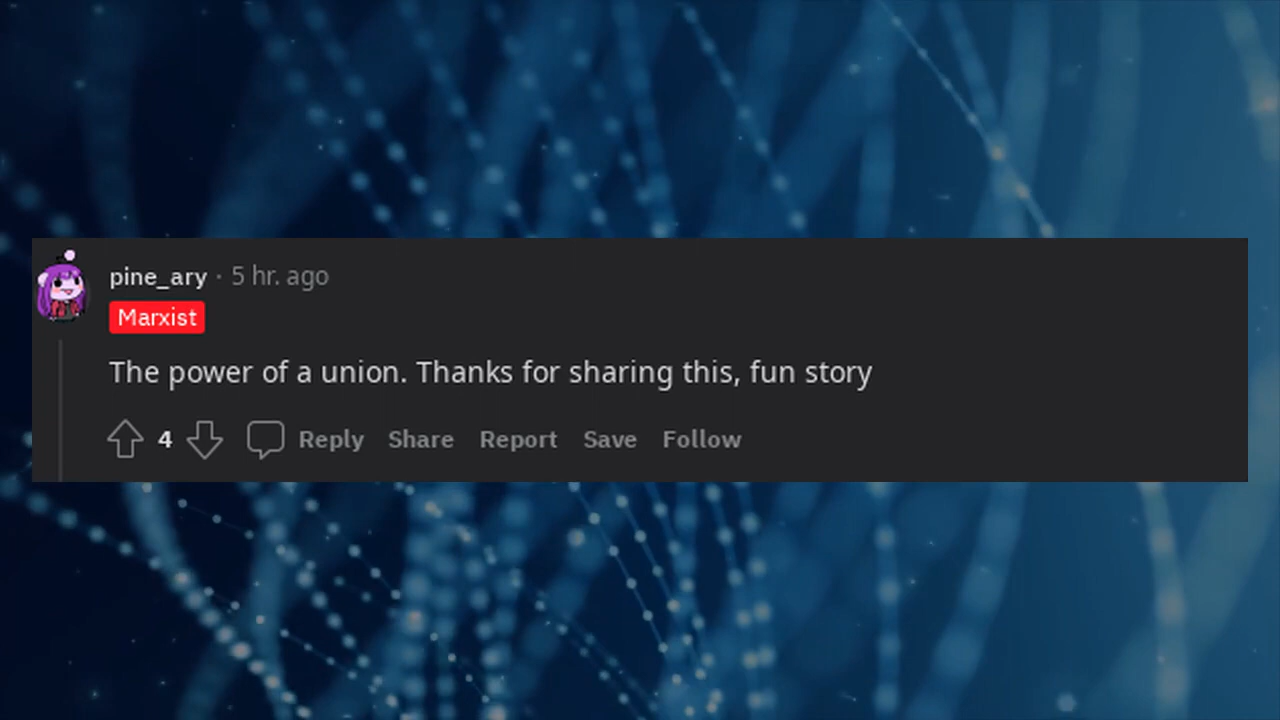 pine_ary · 5 hr. ago
Marxist
The power of a union. Thanks for sharing this, fun story
4 Reply Share Report Save Follow